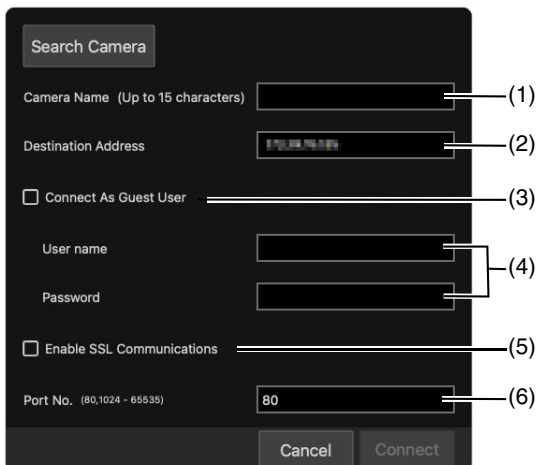 Search Camera
Camera Name (Up to 15 characters) (1)
Destination Address (2)
Connect As Guest User (3)
User name
(4)
Password
Enable SSL Communications (5)
Port No. (80,1024 - 65535) 80 (6)
Cancel Connect